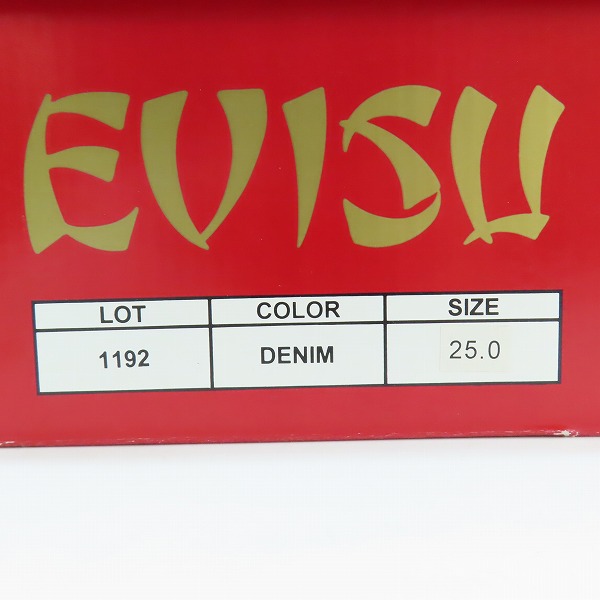 EVISU
LOT COLOR SIZE
1192 DENIM 25.0